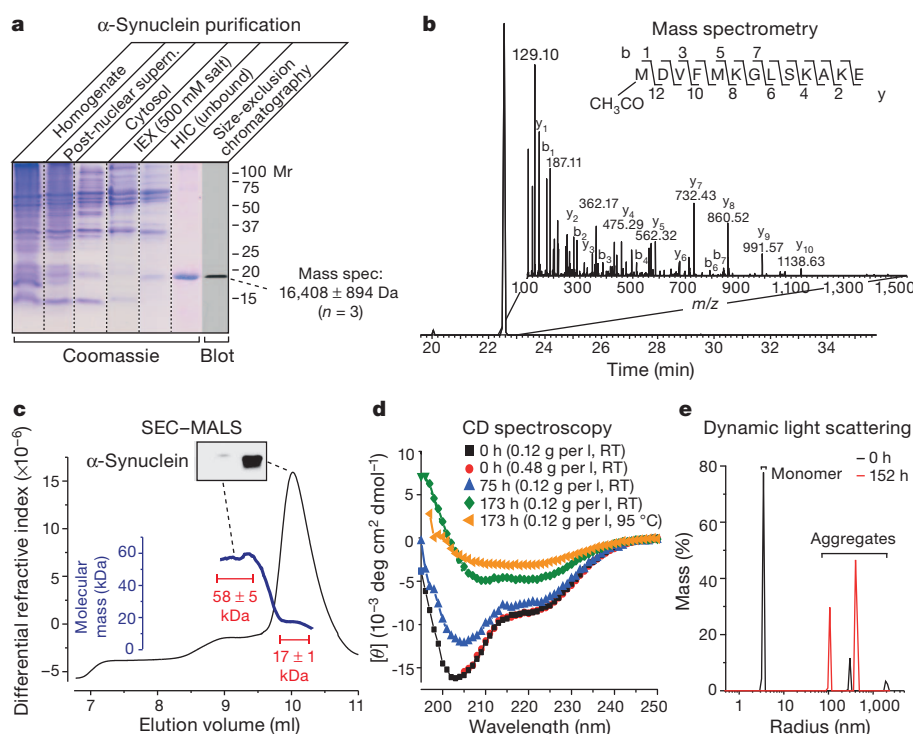 a
α-Synuclein purification
Homogenate
Post-nuclear supern.
Cytosol
IEX (500 mM salt)
HIC (unbound)
Size-exclusion
chromatography
100 Mr
75
50
37
25
20
15
Mass spec:
16,408 ± 894 Da
(n = 3)
Coomassie
Blot
b
Mass spectrometry
b 1 3 5 7
MDVFMKGLSKAKE
CH3CO
12 10 8 6 4 2 y
129.10
y1
b1
187.11
y2
b2
y3
362.17
b3
y4
475.29
b4
y5
562.32
y6
y7
732.43
b6
b7
y8
860.52
y9
991.57
y10
1138.63
100 300 500 700 900 1,100 1,300 1,500
m/z
20 22 24 26 28 30 32 34
Time (min)
c
SEC–MALS
α-Synuclein
Differential refractive index (×10−6)
15
10
5
0
−5
Molecular
mass (kDa)
60
40
20
0
58 ± 5
kDa
17 ± 1
kDa
7 8 9 10 11
Elution volume (ml)
d
CD spectroscopy
0 h (0.12 g per l, RT)
0 h (0.48 g per l, RT)
75 h (0.12 g per l, RT)
173 h (0.12 g per l, RT)
173 h (0.12 g per l, 95 °C)
[θ] (10−3 deg cm2 dmol−1)
10
5
0
−5
−10
−15
200 210 220 230 240 250
Wavelength (nm)
e
Dynamic light scattering
0 h
152 h
Monomer
Aggregates
Mass (%)
80
60
40
20
0
1 10 100 1,000
Radius (nm)